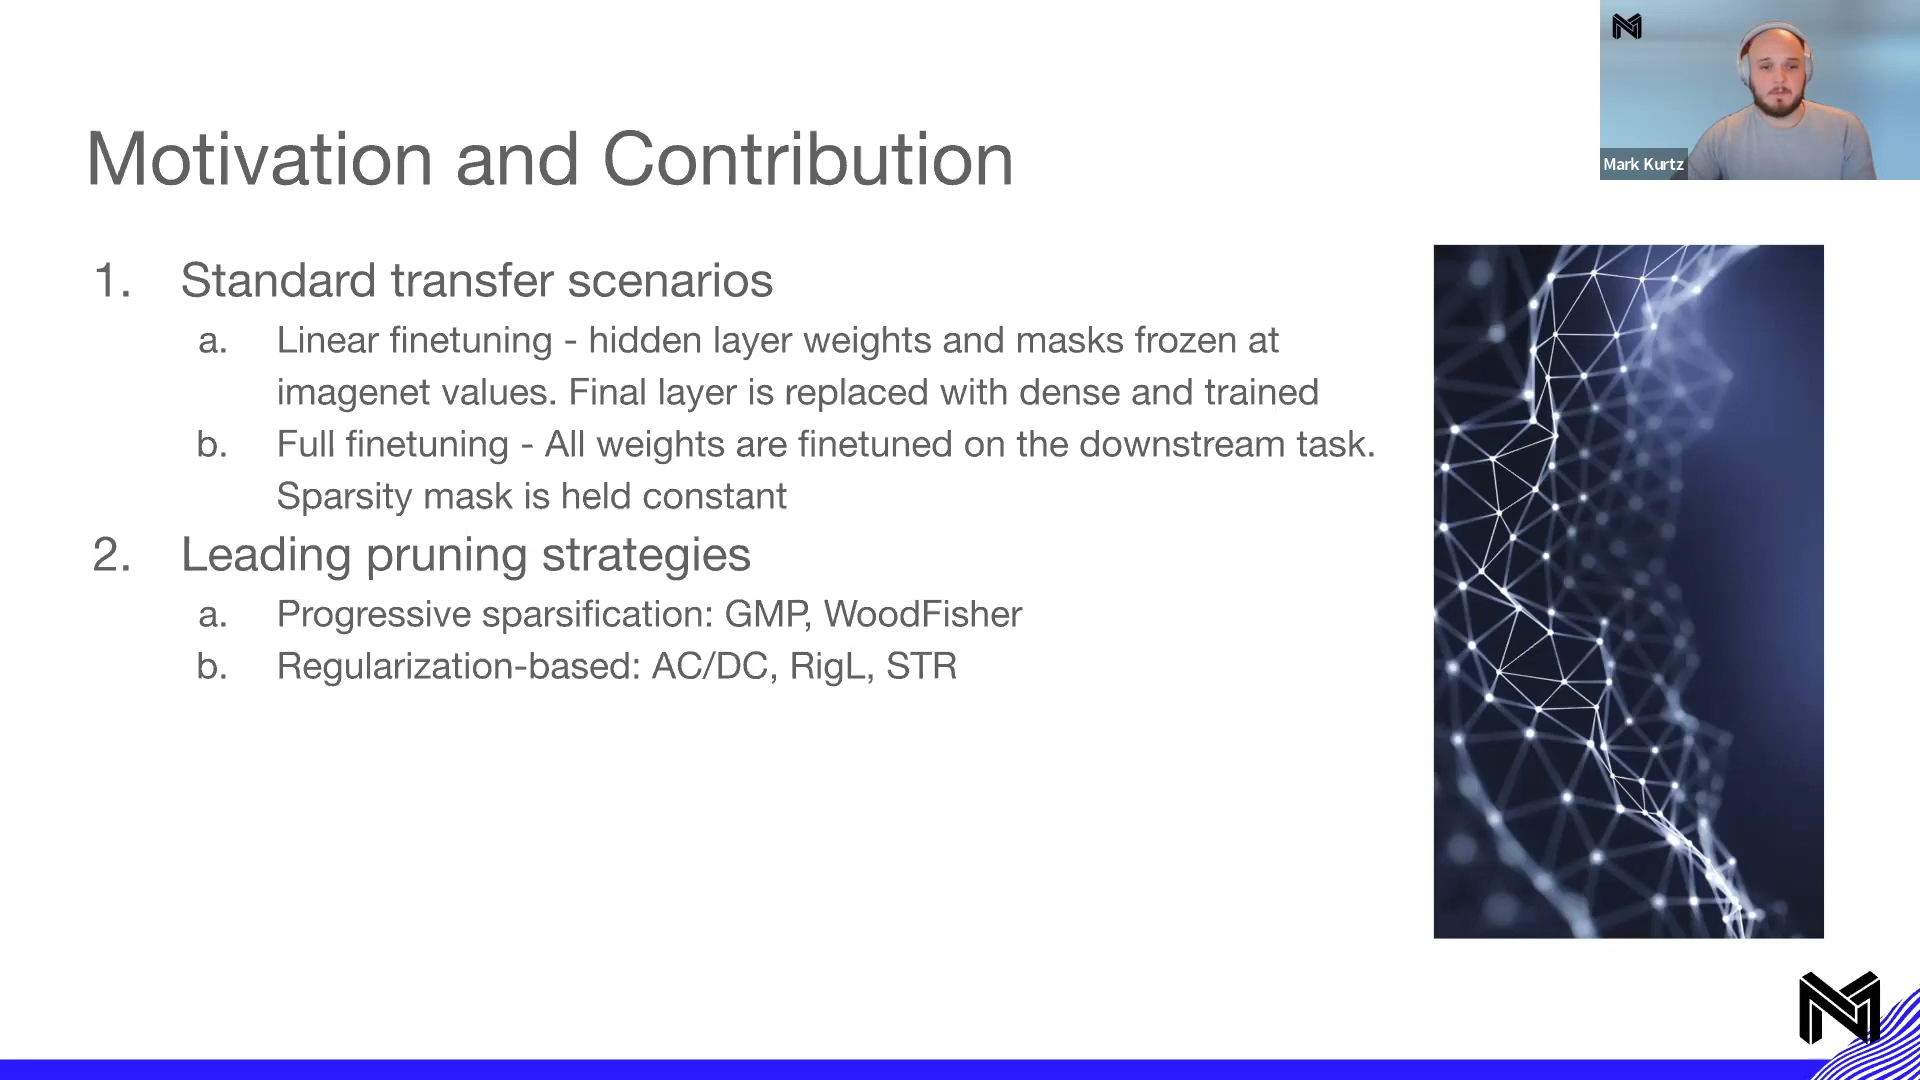 Motivation and Contribution
Mark Kurtz
1. Standard transfer scenarios
a. Linear finetuning - hidden layer weights and masks frozen at
imagenet values. Final layer is replaced with dense and trained
b. Full finetuning - All weights are finetuned on the downstream task.
Sparsity mask is held constant
2. Leading pruning strategies
a. Progressive sparsification: GMP, WoodFisher
b. Regularization-based: AC/DC, RigL, STR